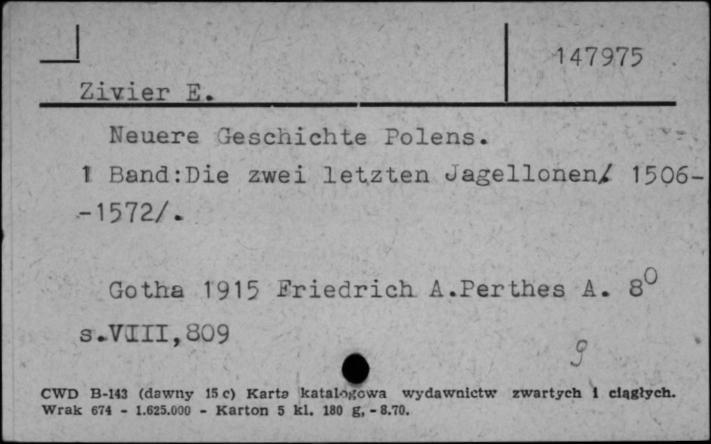 147975
Zivier E.
Neuere Geschichte Polens.
1 Band:Die zwei letzten Jagellonen/ 1506-
-1572/.
Gotha 1915 Friedrich A.Perthes A. 8°
s.VIII,809
9
CWD B-143 (dawny 15 c) Karta katalogowa wydawnictw zwartych i ciągłych.
Wrak 674 - 1.625.000 - Karton 5 kl. 180 g, - 8.70.